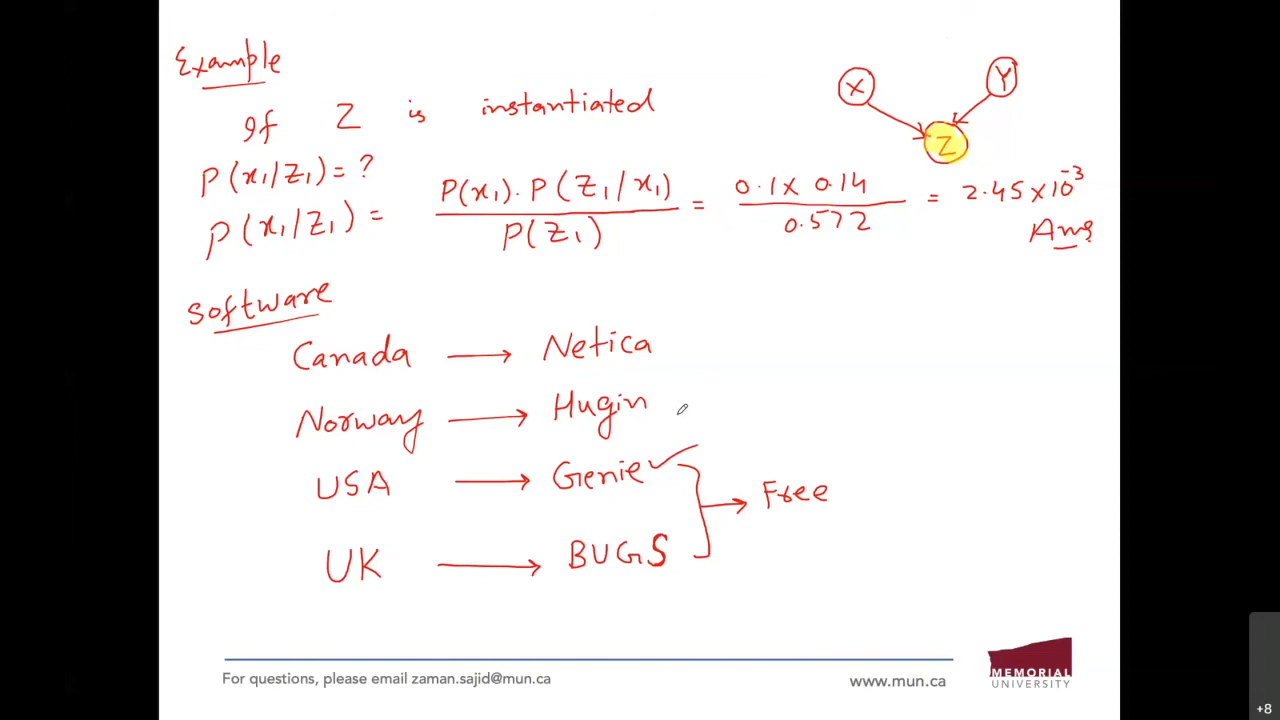 Example
If Z is instantiated
X Y
Z
P(x₁/z₁) = ?
P(x₁/z₁) = P(x₁). P(z₁/x₁) / P(z₁) = 0.1 x 0.14 / 0.572 = 2.45 x 10⁻³
Ans
Software
Canada → Netica
Norway → Hugin
USA → Genie ✓
Free
UK → BUGS
For questions, please email zaman.sajid@mun.ca
www.mun.ca
MEMORIAL
UNIVERSITY
+8